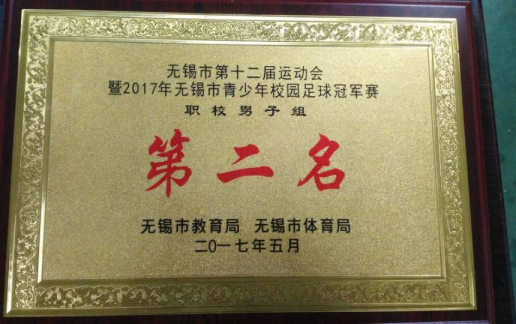 无锡市第十二届运动会
暨2017年无锡市青少年校园足球冠军赛
职校男子组
第二名
无锡市教育局 无锡市体育局
二〇一七年五月